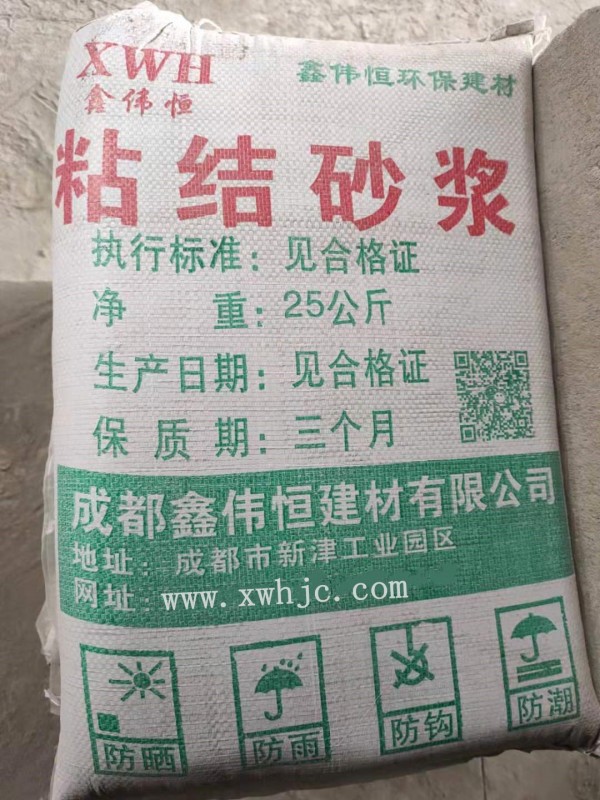 XWH
鑫伟恒
鑫伟恒环保建材
粘结砂浆
执行标准：见合格证
净 重：25公斤
生产日期：见合格证
保质期：三个月
成都鑫伟恒建材有限公司
地址：成都市新津工业园区
网址：www.xwhjc.com
防晒 防雨 防钩 防潮